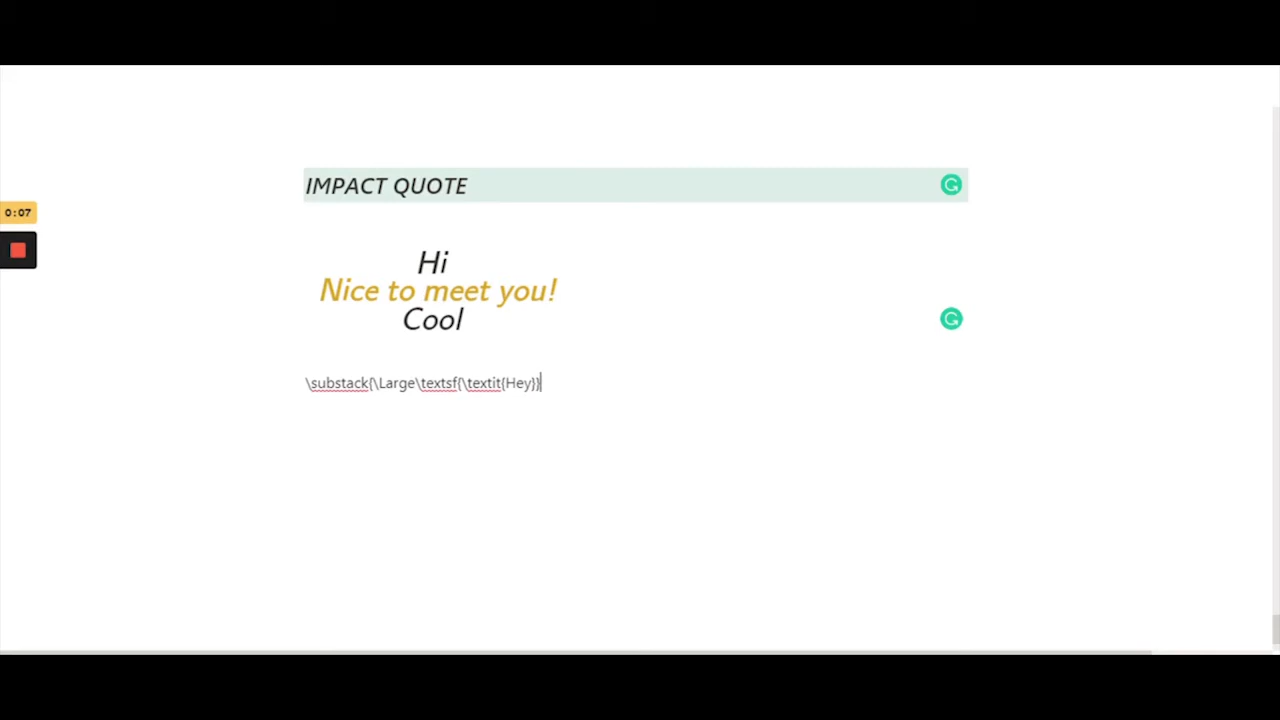 IMPACT QUOTE
0:07
Hi
Nice to meet you!
Cool
\substack{\Large\textsf{\textit{Hey}}